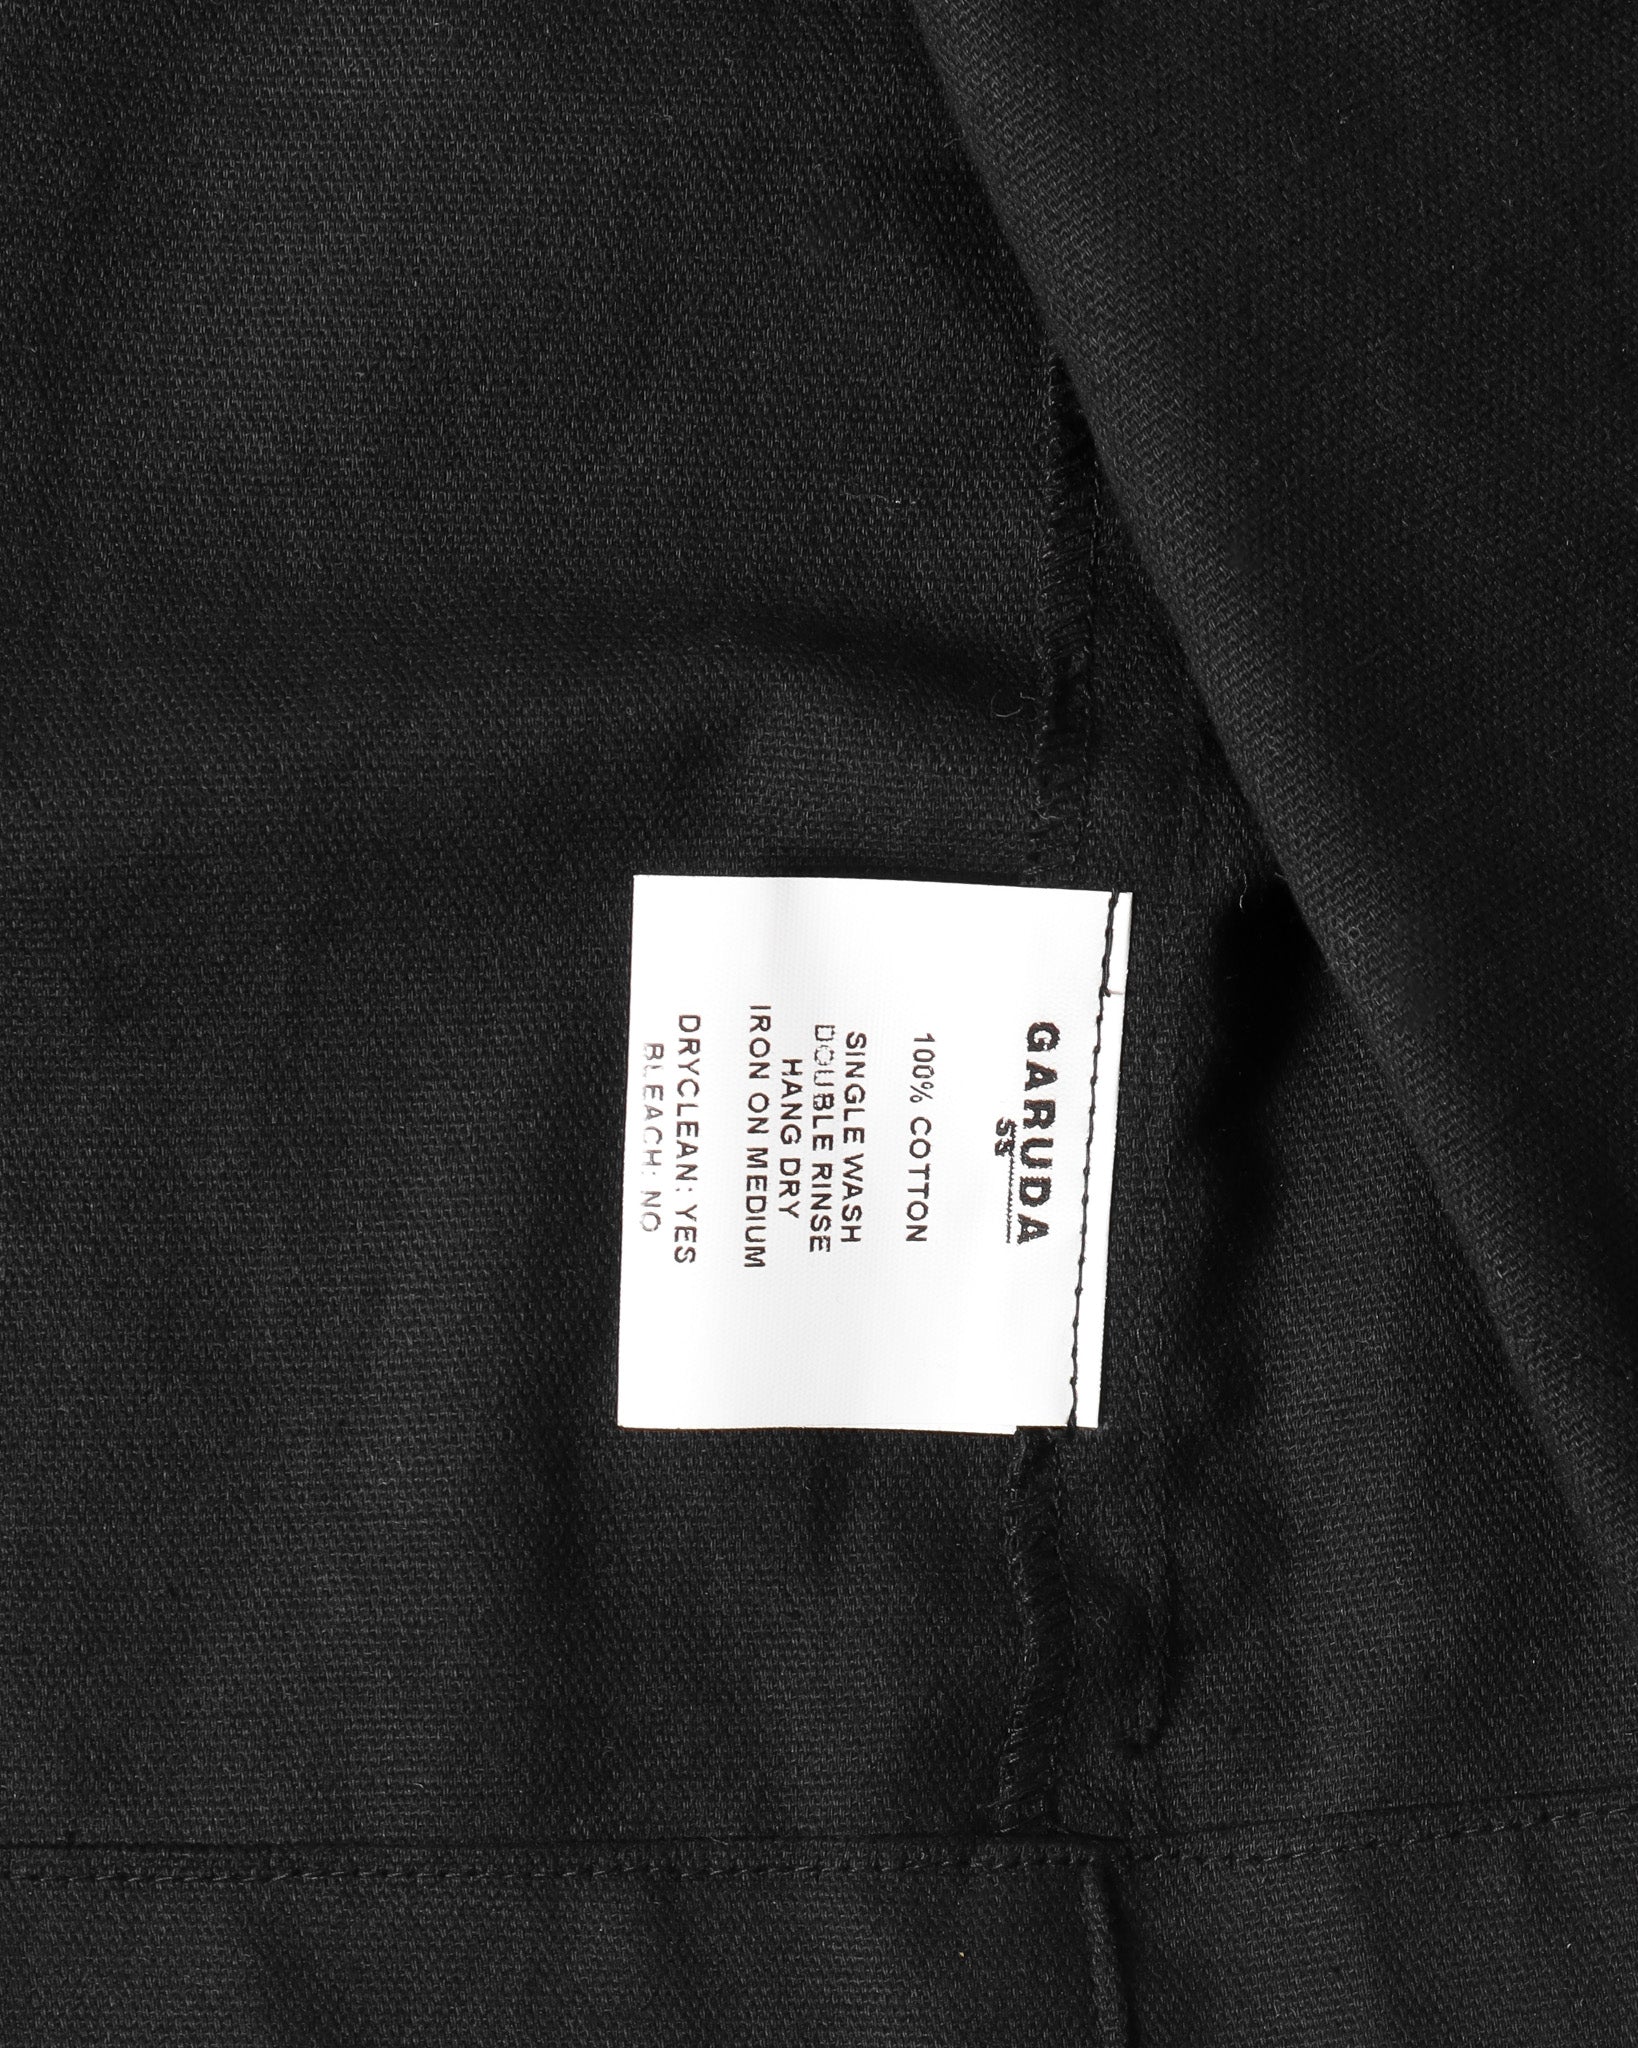 GARUDA
SS
100% COTTON
SINGLE WASH
DOUBLE RINSE
HANG DRY
IRON ON MEDIUM
DRYCLEAN: YES
BLEACH: NO